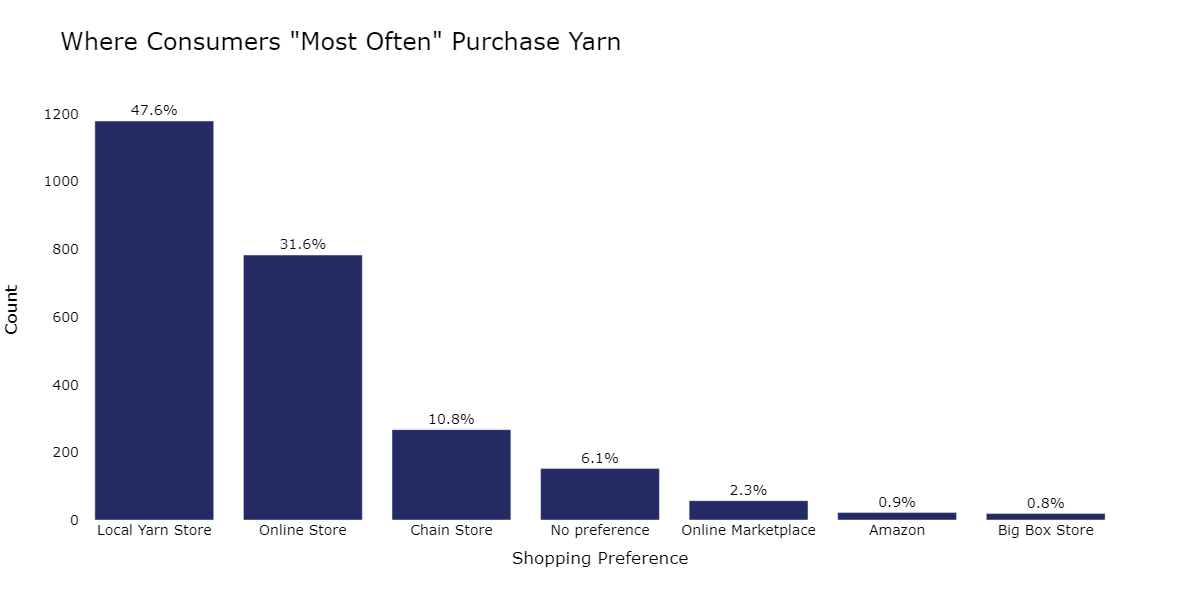 Where Consumers "Most Often" Purchase Yarn
47.6%
1200
1000
31.6%
800
600
Count
400
10.8%
200
6.1%
2.3%
0.9%
0.8%
0
Local Yarn Store
Online Store
Chain Store
No preference
Online Marketplace
Amazon
Big Box Store
Shopping Preference